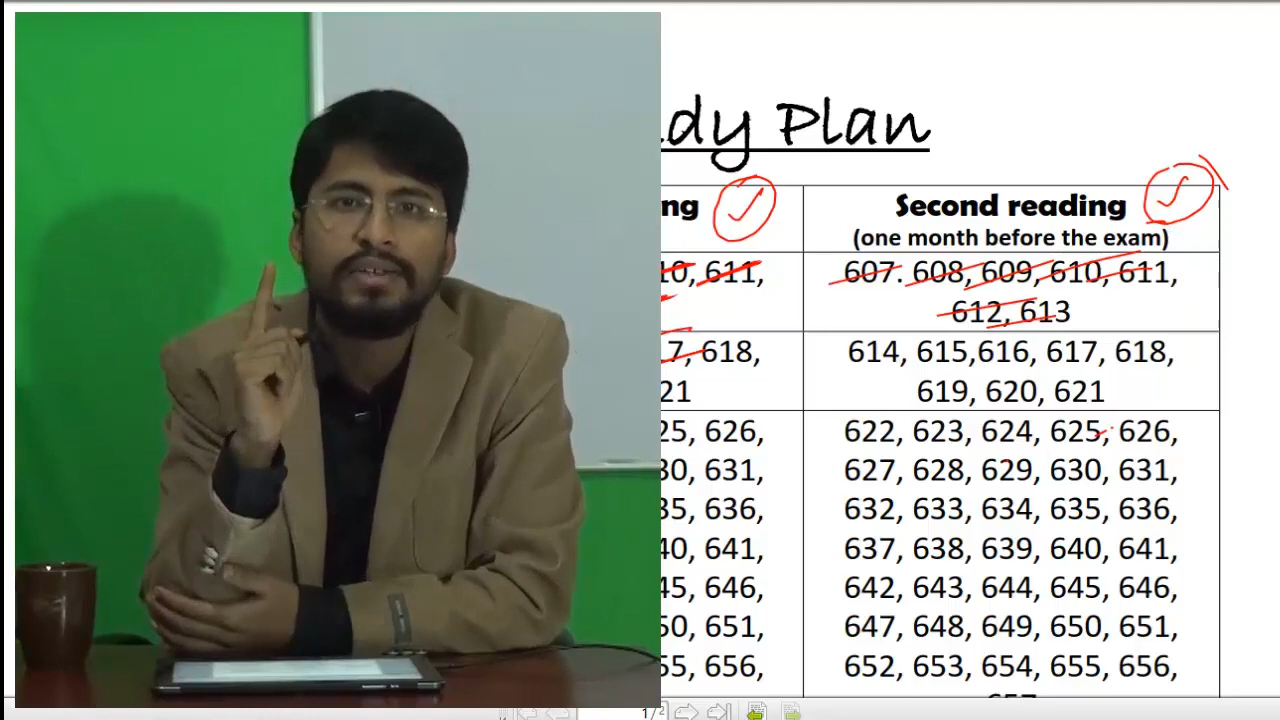 dy Plan
ng
Second reading
(one month before the exam)
10, 611,
607. 608, 609, 610, 611,
612, 613
7, 618,
614, 615,616, 617, 618,
21
619, 620, 621
25, 626,
622, 623, 624, 625, 626,
30, 631,
627, 628, 629, 630, 631,
35, 636,
632, 633, 634, 635, 636,
40, 641,
637, 638, 639, 640, 641,
45, 646,
642, 643, 644, 645, 646,
50, 651,
647, 648, 649, 650, 651,
55, 656,
652, 653, 654, 655, 656,
657
1/2